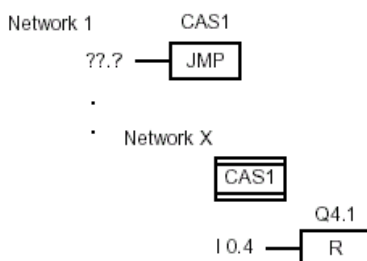 Network 1
CAS1
??.?
JMP
.
.
Network X
CAS1
Q4.1
I 0.4
R